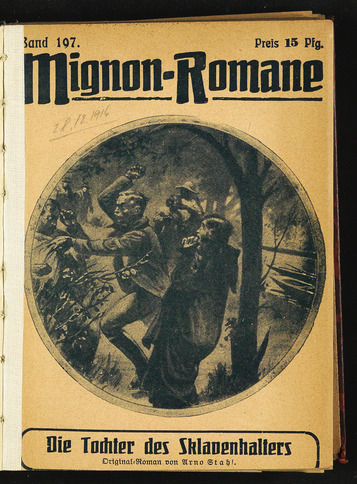 Band 197. Preis 15 Pfg.
Mignon-Romane
28.12.1916
Die Tochter des Sklavenhalters
Original-Roman von Arno Stahl.